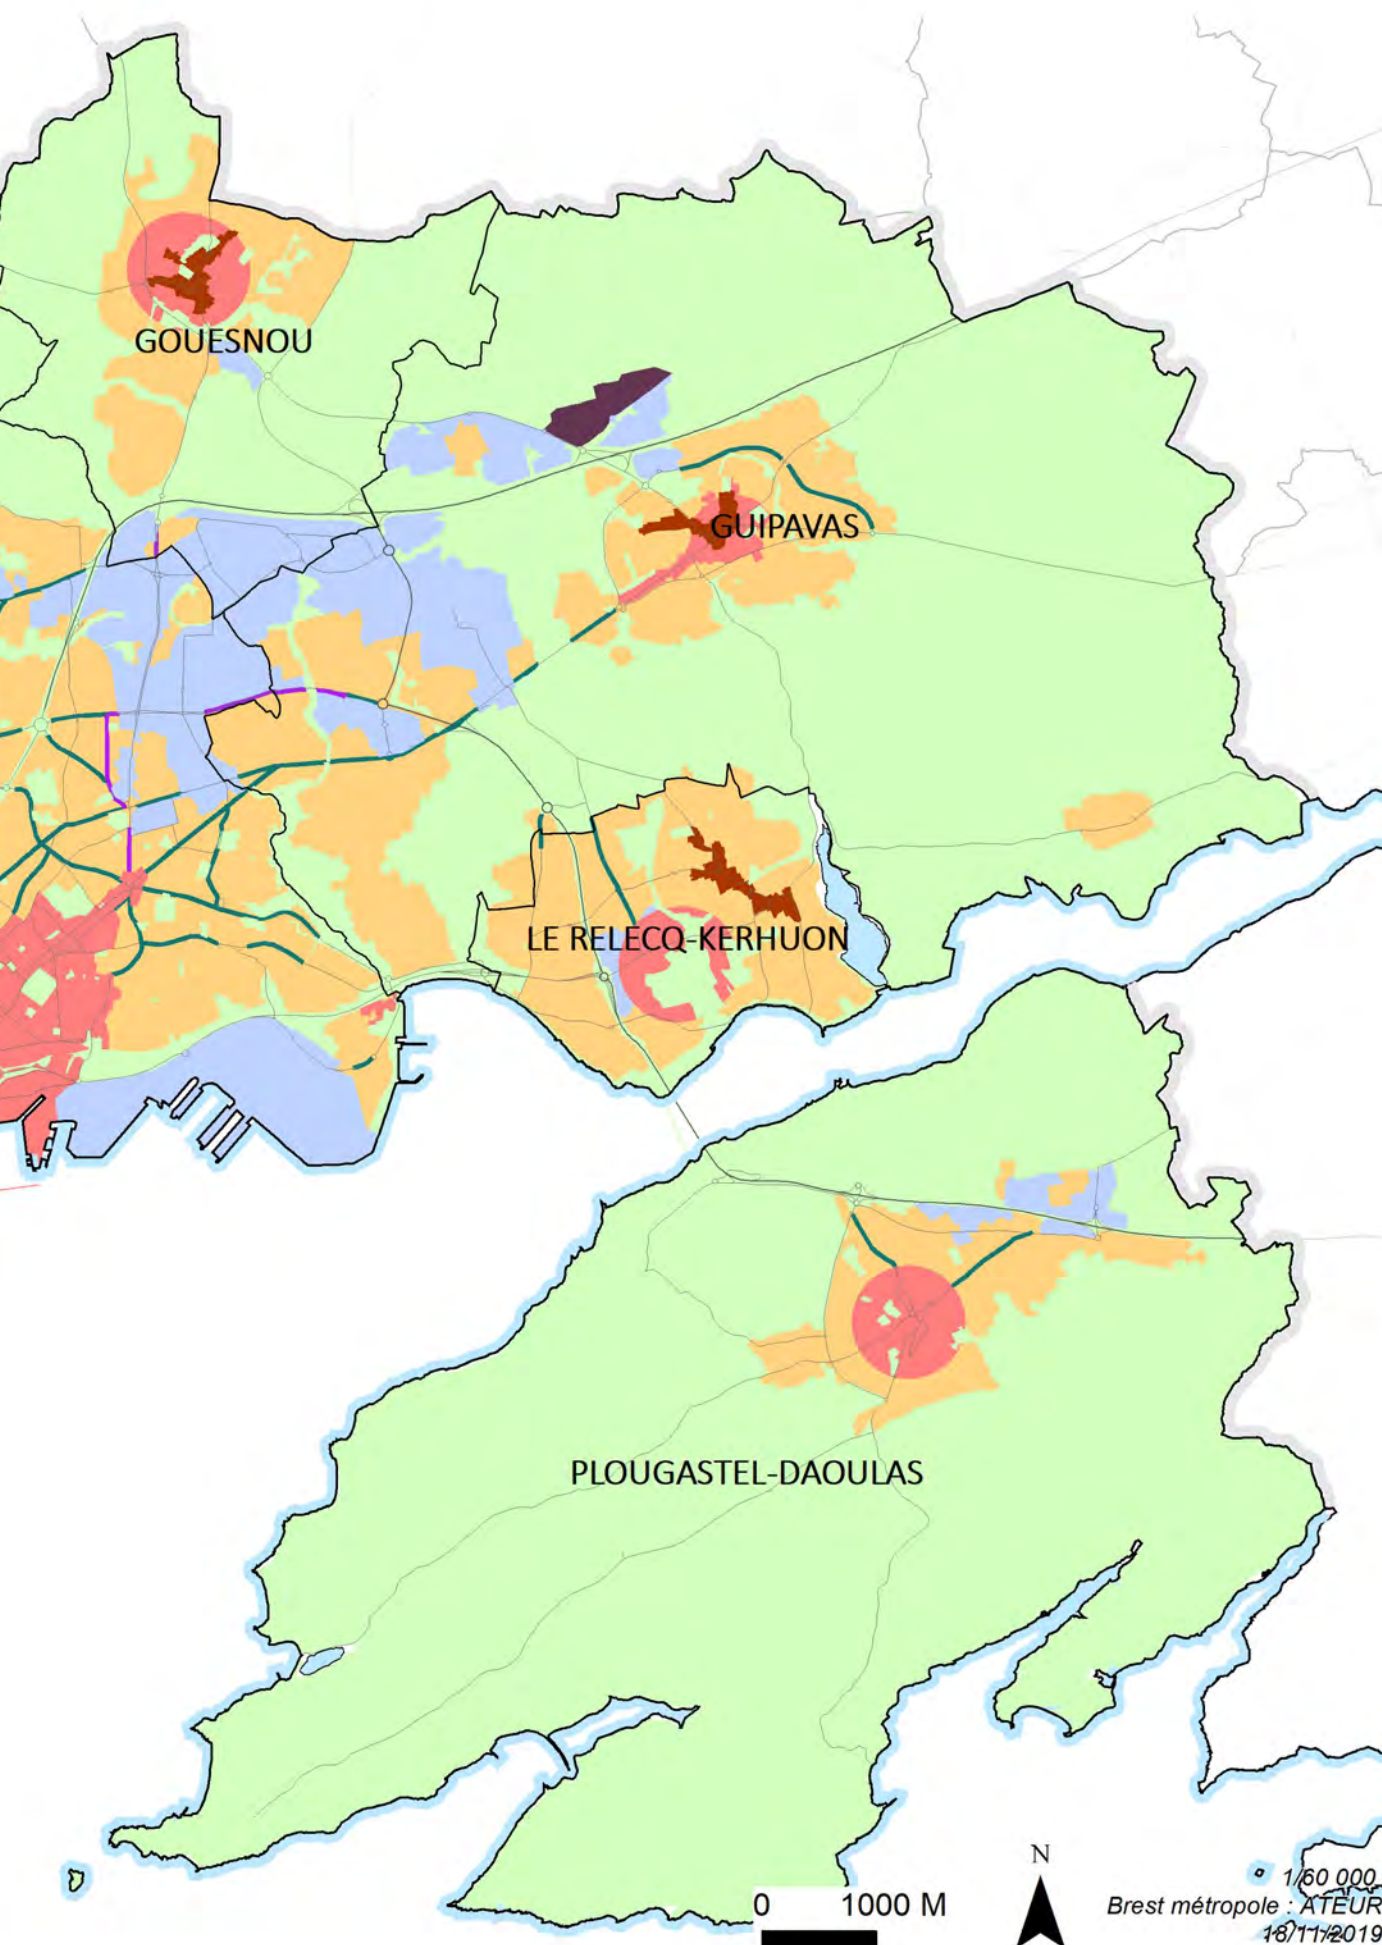 GOUESNOU
GUIPAVAS
LE RELECQ-KERHUON
PLOUGASTEL-DAOULAS
N
0 1000 M
1/60 000
Brest métropole : ATEUR
18/11/2019